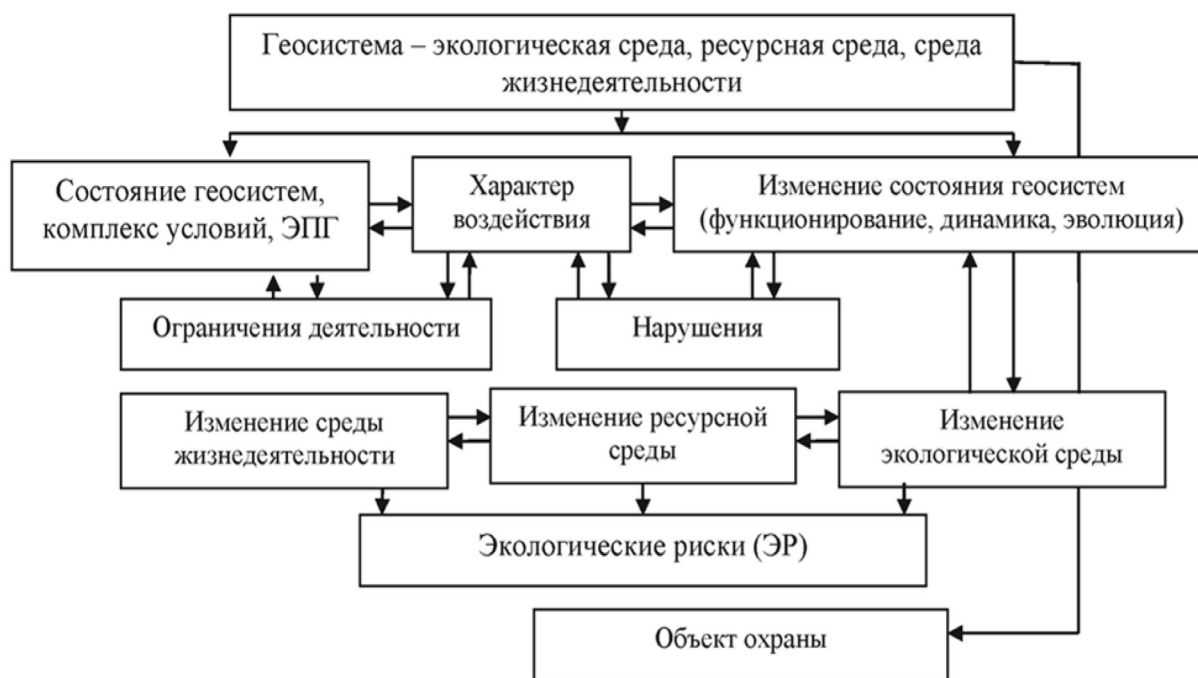 Геосистема – экологическая среда, ресурсная среда, среда
жизнедеятельности
Состояние геосистем,
комплекс условий, ЭПГ
Характер
воздействия
Изменение состояния геосистем
(функционирование, динамика, эволюция)
Ограничения деятельности
Нарушения
Изменение среды
жизнедеятельности
Изменение ресурсной
среды
Изменение
экологической среды
Экологические риски (ЭР)
Объект охраны